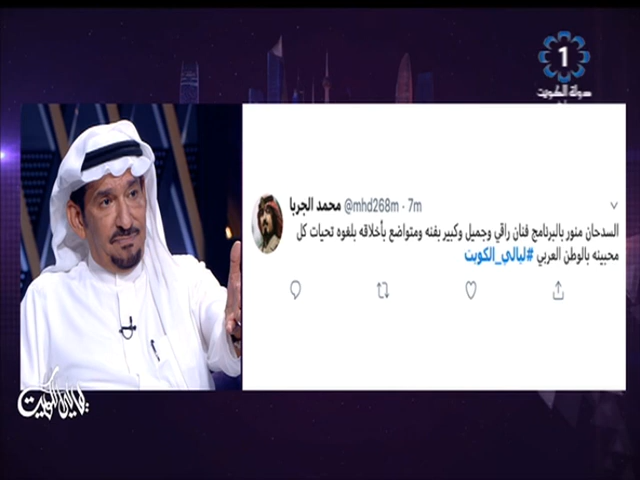 1
دولة الكويت
محمد الجربا @mhd268m · 7m
السدحان منور بالبرنامج فنان راقي وجميل وكبير بفنه ومتواضع بأخلاقه بلغوه تحيات كل
محبينه بالوطن العربي #ليالي_الكويت
ليالي الكويت